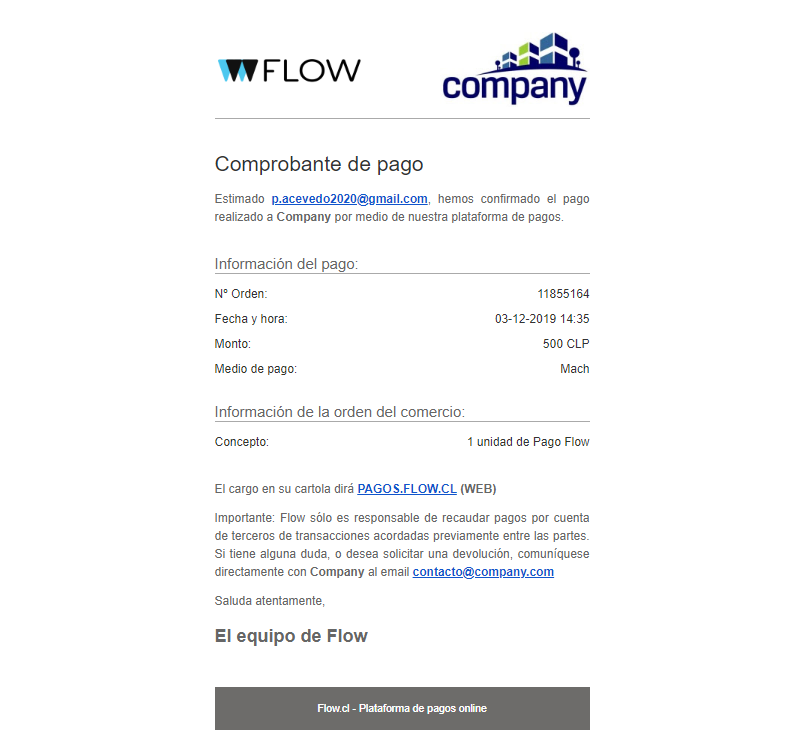 FLOW
company
Comprobante de pago
Estimado p.acevedo2020@gmail.com, hemos confirmado el pago
realizado a Company por medio de nuestra plataforma de pagos.
Información del pago:
Nº Orden: 11855164
Fecha y hora: 03-12-2019 14:35
Monto: 500 CLP
Medio de pago: Mach
Información de la orden del comercio:
Concepto: 1 unidad de Pago Flow
El cargo en su cartola dirá PAGOS.FLOW.CL (WEB)
Importante: Flow sólo es responsable de recaudar pagos por cuenta
de terceros de transacciones acordadas previamente entre las partes.
Si tiene alguna duda, o desea solicitar una devolución, comuníquese
directamente con Company al email contacto@company.com
Saluda atentamente,
El equipo de Flow
Flow.cl - Plataforma de pagos online